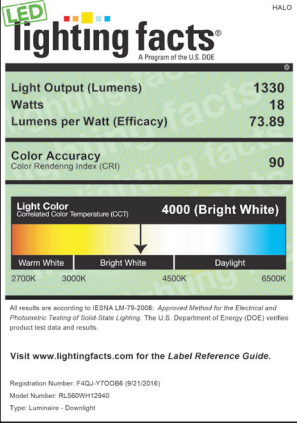 HALO
LED
lighting facts®
A Program of the U.S. DOE
Light Output (Lumens) 1330
Watts 18
Lumens per Watt (Efficacy) 73.89
Color Accuracy 90
Color Rendering Index (CRI)
Light Color 4000 (Bright White)
Correlated Color Temperature (CCT)
Warm White Bright White Daylight
2700K 3000K 4500K 6500K
All results are according to IESNA LM-79-2008: Approved Method for the Electrical and
Photometric Testing of Solid-State Lighting. The U.S. Department of Energy (DOE) verifies
product test data and results.
Visit www.lightingfacts.com for the Label Reference Guide.
Registration Number: F4QJ-Y7OOB6 (9/21/2016)
Model Number: RL560WH12940
Type: Luminaire - Downlight